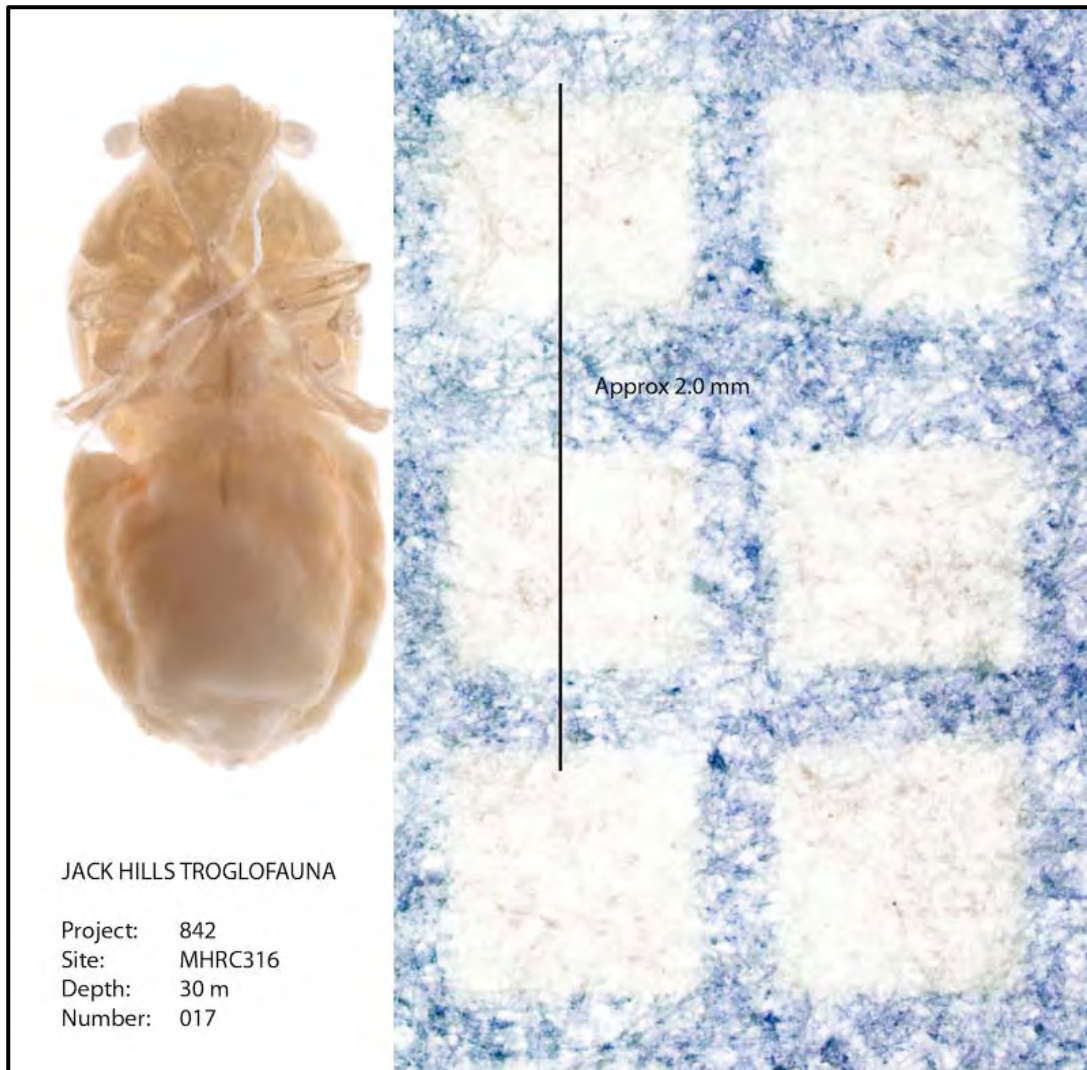 Approx 2.0 mm
JACK HILLS TROGLOFAUNA
Project: 842
Site: MHRC316
Depth: 30 m
Number: 017